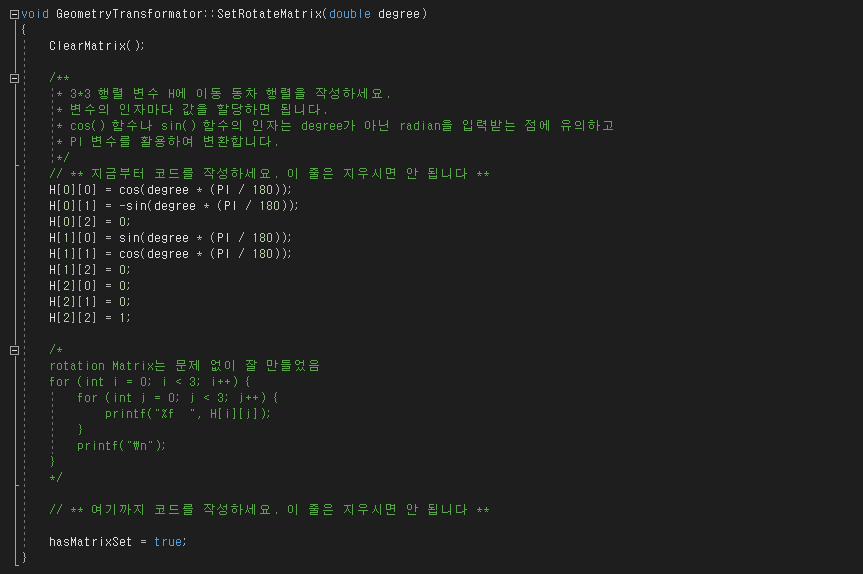 void GeometryTransformator::SetRotateMatrix(double degree)
{
ClearMatrix();
/**
* 3*3 행렬 변수 H에 이동 동차 행렬을 작성하세요.
* 변수의 인자마다 값을 할당하면 됩니다.
* cos() 함수나 sin() 함수의 인자는 degree가 아닌 radian을 입력받는 점에 유의하고
* PI 변수를 활용하여 변환합니다.
*/
// ** 지금부터 코드를 작성하세요. 이 줄은 지우시면 안 됩니다 **
H[0][0] = cos(degree * (PI / 180));
H[0][1] = -sin(degree * (PI / 180));
H[0][2] = 0;
H[1][0] = sin(degree * (PI / 180));
H[1][1] = cos(degree * (PI / 180));
H[1][2] = 0;
H[2][0] = 0;
H[2][1] = 0;
H[2][2] = 1;
/*
rotation Matrix는 문제 없이 잘 만들었음
for (int i = 0; i < 3; i++) {
for (int j = 0; j < 3; j++) {
printf("%f  ", H[i][j]);
}
printf("₩n");
}
*/
// ** 여기까지 코드를 작성하세요. 이 줄은 지우시면 안 됩니다 **
hasMatrixSet = true;
}